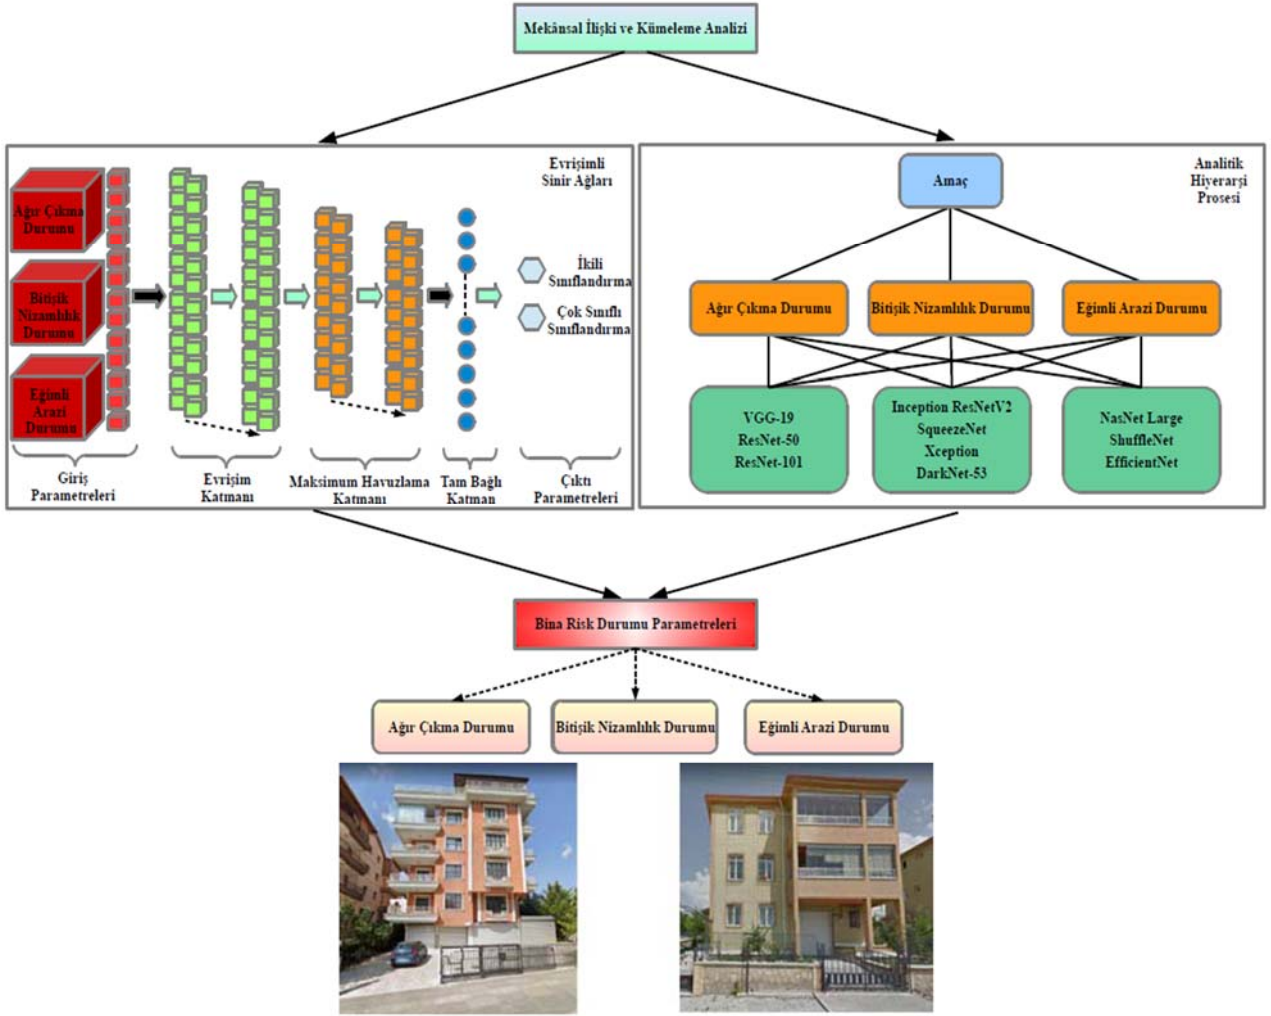 Mekânsal İlişki ve Kümeleme Analizi
Evrişimli
Sinir Ağları
Ağır Çıkma
Durumu
Bitişik
Nizamlılık
Durumu
Eğimli
Arazi
Durumu
İkili
Sınıflandırma
Çok Sınıflı
Sınıflandırma
Giriş
Parametreleri
Evrişim
Katmanı
Maksimum Havuzlama
Katmanı
Tam Bağlı
Katman
Çıktı
Parametreleri
Analitik
Hiyerarşi
Prosesi
Amaç
Ağır Çıkma Durumu
Bitişik Nizamlılık Durumu
Eğimli Arazi Durumu
VGG-19
ResNet-50
ResNet-101
Inception ResNetV2
SqueezeNet
Xception
DarkNet-53
NasNet Large
ShuffleNet
EfficientNet
Bina Risk Durumu Parametreleri
Ağır Çıkma Durumu
Bitişik Nizamlılık Durumu
Eğimli Arazi Durumu